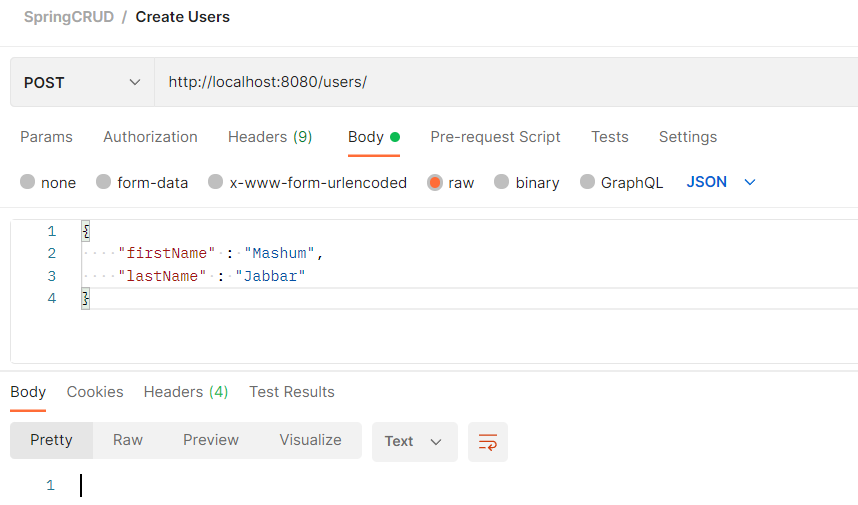 SpringCRUD / Create Users
POST http://localhost:8080/users/
Params Authorization Headers (9) Body Pre-request Script Tests Settings
none form-data x-www-form-urlencoded raw binary GraphQL JSON
1 {
2 "firstName" : "Mashum",
3 "lastName" : "Jabbar"
4 }
Body Cookies Headers (4) Test Results
Pretty Raw Preview Visualize Text
1